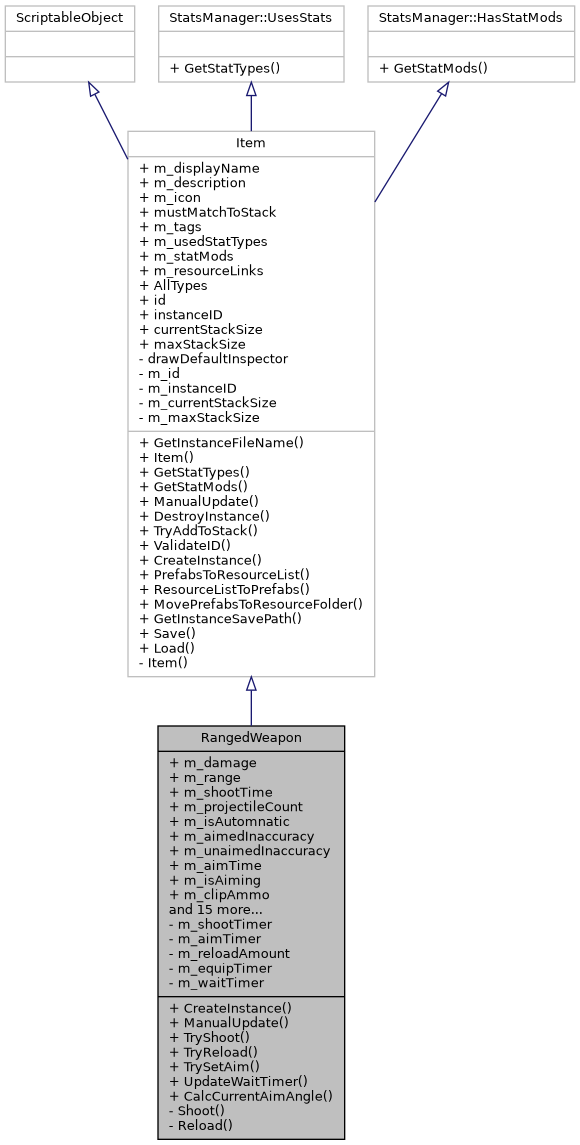 ScriptableObject
StatsManager::UsesStats
+ GetStatTypes()
StatsManager::HasStatMods
+ GetStatMods()
Item
+ m_displayName
+ m_description
+ m_icon
+ mustMatchToStack
+ m_tags
+ m_usedStatTypes
+ m_statMods
+ m_resourceLinks
+ AllTypes
+ id
+ instanceID
+ currentStackSize
+ maxStackSize
- drawDefaultInspector
- m_id
- m_instanceID
- m_currentStackSize
- m_maxStackSize
+ GetInstanceFileName()
+ Item()
+ GetStatTypes()
+ GetStatMods()
+ ManualUpdate()
+ DestroyInstance()
+ TryAddToStack()
+ ValidateID()
+ CreateInstance()
+ PrefabsToResourceList()
+ ResourceListToPrefabs()
+ MovePrefabsToResourceFolder()
+ GetInstanceSavePath()
+ Save()
+ Load()
- Item()
RangedWeapon
+ m_damage
+ m_range
+ m_shootTime
+ m_projectileCount
+ m_isAutomnatic
+ m_aimedInaccuracy
+ m_unaimedInaccuracy
+ m_aimTime
+ m_isAiming
+ m_clipAmmo
and 15 more...
- m_shootTimer
- m_aimTimer
- m_reloadAmount
- m_equipTimer
- m_waitTimer
+ CreateInstance()
+ ManualUpdate()
+ TryShoot()
+ TryReload()
+ TrySetAim()
+ UpdateWaitTimer()
+ CalcCurrentAimAngle()
- Shoot()
- Reload()